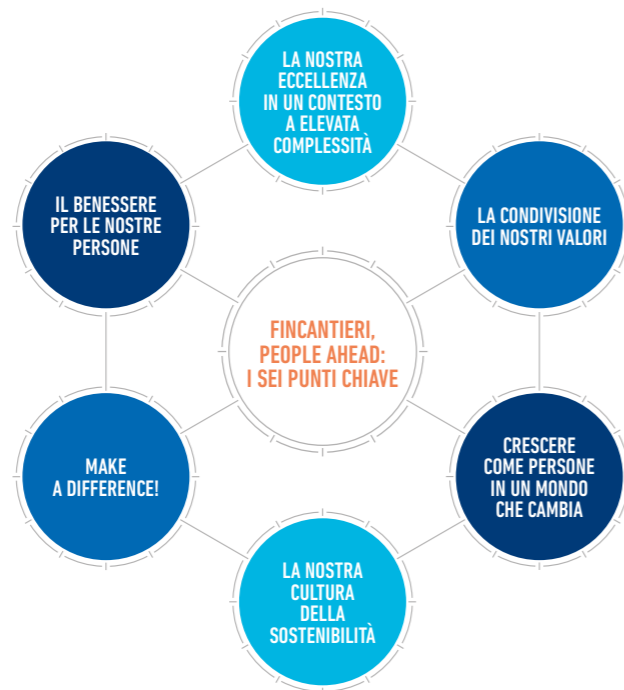 LA NOSTRA
ECCELLENZA
IN UN CONTESTO
A ELEVATA
COMPLESSITÀ
IL BENESSERE
PER LE NOSTRE
PERSONE
LA CONDIVISIONE
DEI NOSTRI VALORI
FINCANTIERI,
PEOPLE AHEAD:
I SEI PUNTI CHIAVE
MAKE
A DIFFERENCE!
CRESCERE
COME PERSONE
IN UN MONDO
CHE CAMBIA
LA NOSTRA
CULTURA
DELLA
SOSTENIBILITÀ